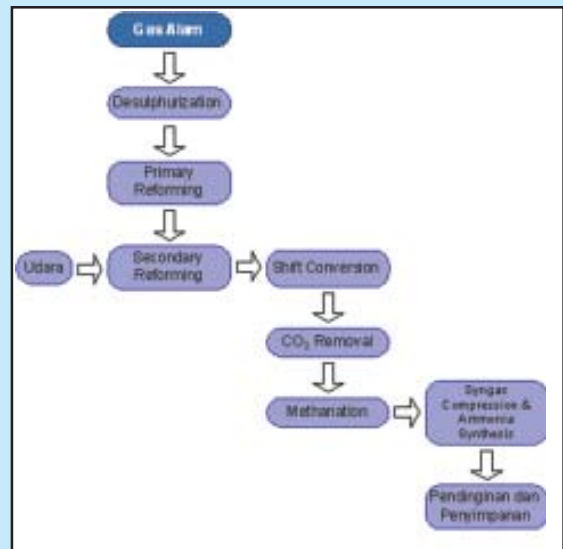 Gas Alam
Desulphurization
Primary
Reforming
Udara
Secondary
Reforming
Shift Conversion
CO₂ Removal
Methanation
Syngas
Compression &
Ammonia
Synthesis
Pendinginan dan
Penyimpanan